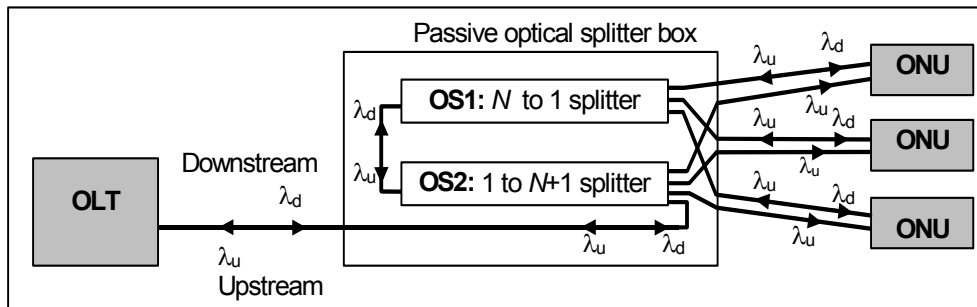 Passive optical splitter box
λd
λu
ONU
OS1: N to 1 splitter
λd
λu
λu
λd
ONU
λu
Downstream
λu
OLT
OS2: 1 to N+1 splitter
λd
λu
λd
λu
λd
ONU
λu
λu
Upstream